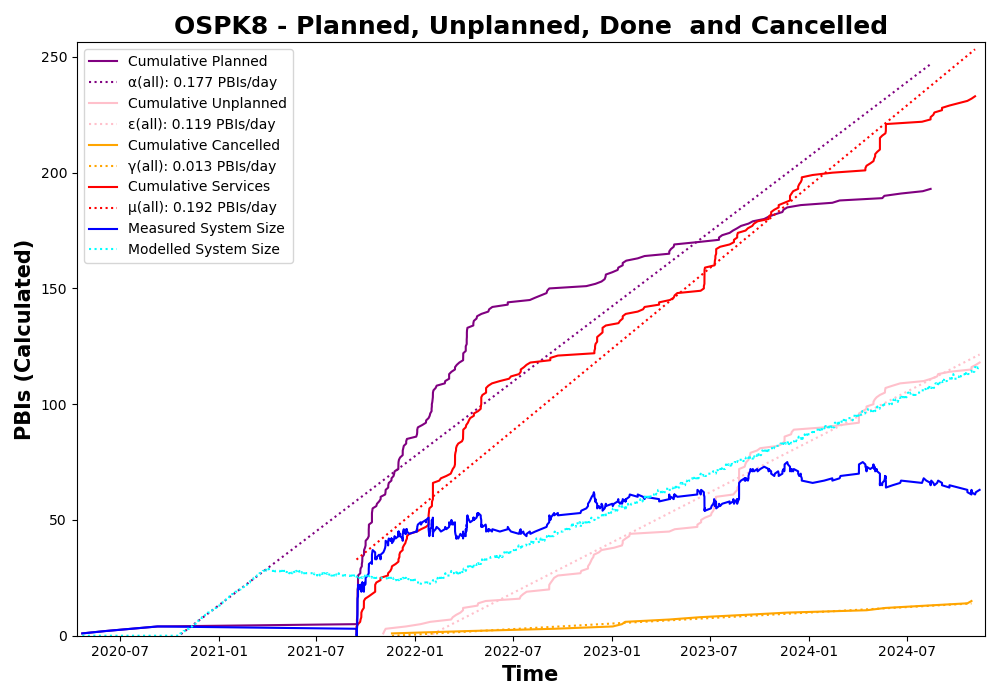 OSPK8 - Planned, Unplanned, Done  and Cancelled
PBIs (Calculated)
250
200
150
100
50
0
Cumulative Planned
α(all): 0.177 PBIs/day
Cumulative Unplanned
ε(all): 0.119 PBIs/day
Cumulative Cancelled
γ(all): 0.013 PBIs/day
Cumulative Services
μ(all): 0.192 PBIs/day
Measured System Size
Modelled System Size
2020-07 2021-01 2021-07 2022-01 2022-07 2023-01 2023-07 2024-01 2024-07
Time